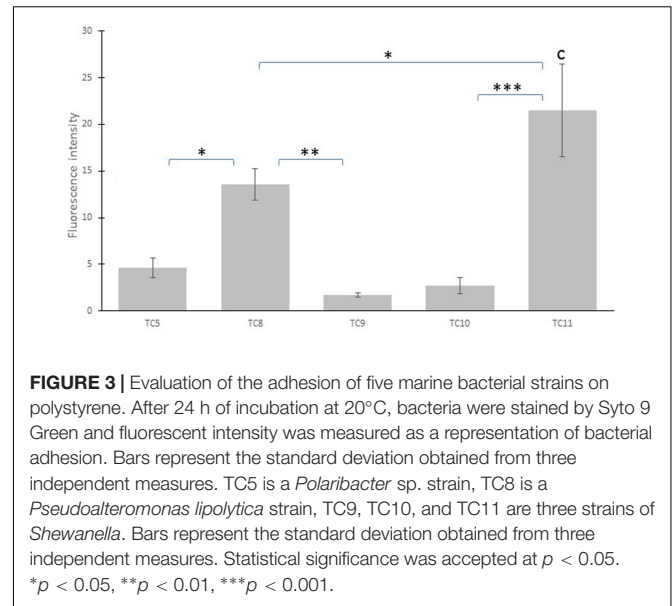 30
25
20
15
10
5
0
Fluorescence intensity
*
**
*
***
C
TC5 TC8 TC9 TC10 TC11
FIGURE 3 | Evaluation of the adhesion of five marine bacterial strains on
polystyrene. After 24 h of incubation at 20°C, bacteria were stained by Syto 9
Green and fluorescent intensity was measured as a representation of bacterial
adhesion. Bars represent the standard deviation obtained from three
independent measures. TC5 is a Polaribacter sp. strain, TC8 is a
Pseudoalteromonas lipolytica strain, TC9, TC10, and TC11 are three strains of
Shewanella. Bars represent the standard deviation obtained from three
independent measures. Statistical significance was accepted at p < 0.05.
*p < 0.05, **p < 0.01, ***p < 0.001.